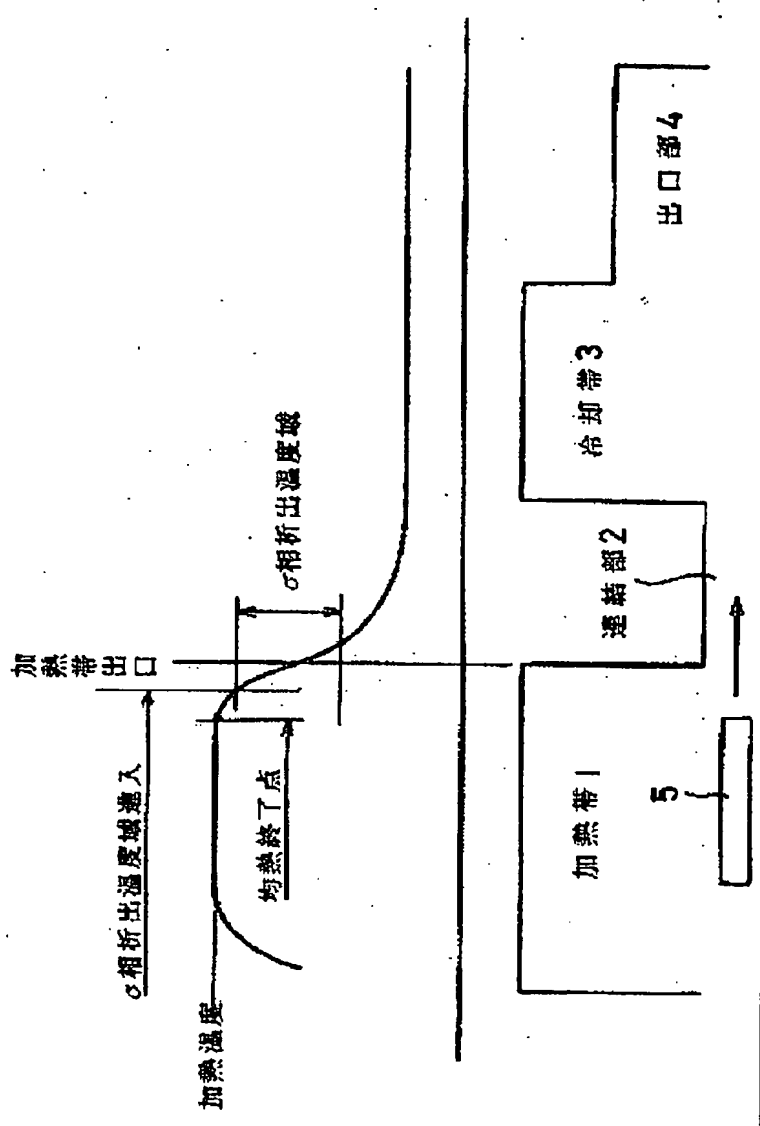 加熱温度
σ相析出温度域進入
均熱終了点
加熱帯出口
σ相析出温度域
加熱帯1
連結部2
冷却帯3
出口部4
5